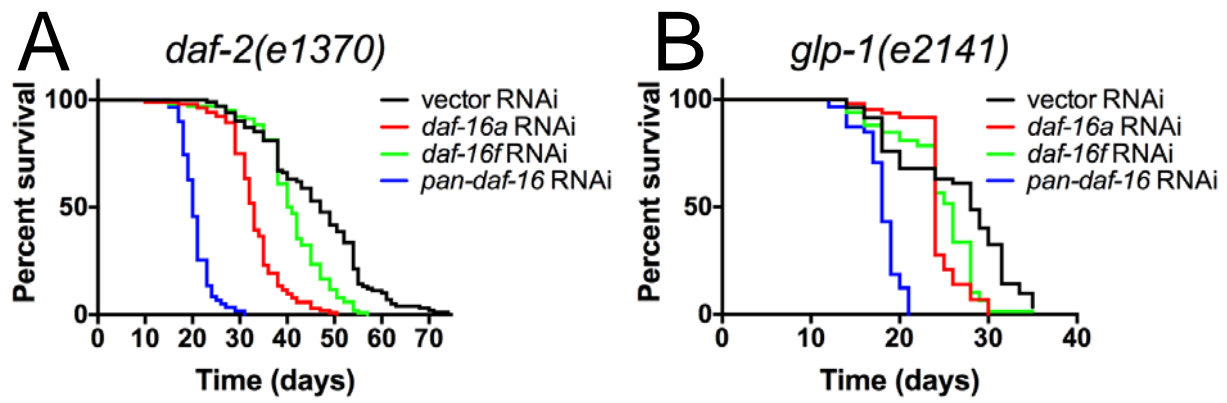 A
daf-2(e1370)
Percent survival
100
50
0
vector RNAi
daf-16a RNAi
daf-16f RNAi
pan-daf-16 RNAi
0 10 20 30 40 50 60 70
Time (days)
B
glp-1(e2141)
Percent survival
100
50
0
vector RNAi
daf-16a RNAi
daf-16f RNAi
pan-daf-16 RNAi
0 10 20 30 40
Time (days)